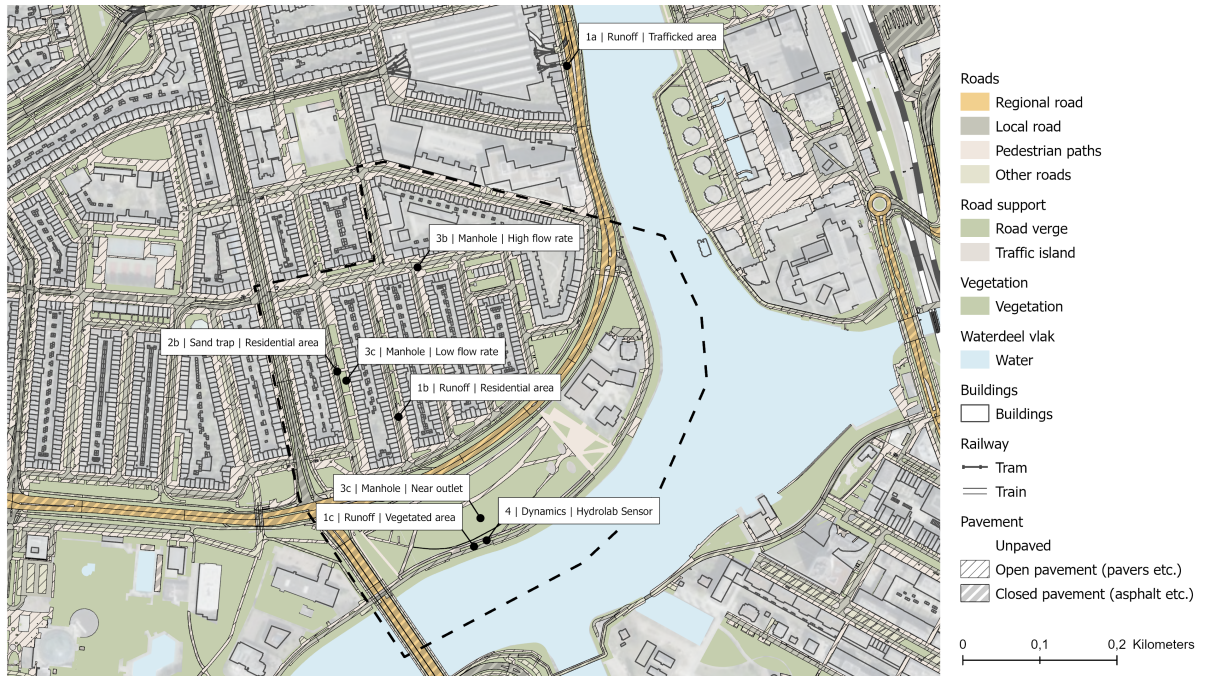 1a | Runoff | Trafficked area
3b | Manhole | High flow rate
2b | Sand trap | Residential area
3c | Manhole | Low flow rate
1b | Runoff | Residential area
3c | Manhole | Near outlet
4 | Dynamics | Hydrolab Sensor
1c | Runoff | Vegetated area
Roads
Regional road
Local road
Pedestrian paths
Other roads
Road support
Road verge
Traffic island
Vegetation
Vegetation
Waterdeel vlak
Water
Buildings
Buildings
Railway
Tram
Train
Pavement
Unpaved
Open pavement (pavers etc.)
Closed pavement (asphalt etc.)
0 0,1 0,2 Kilometers